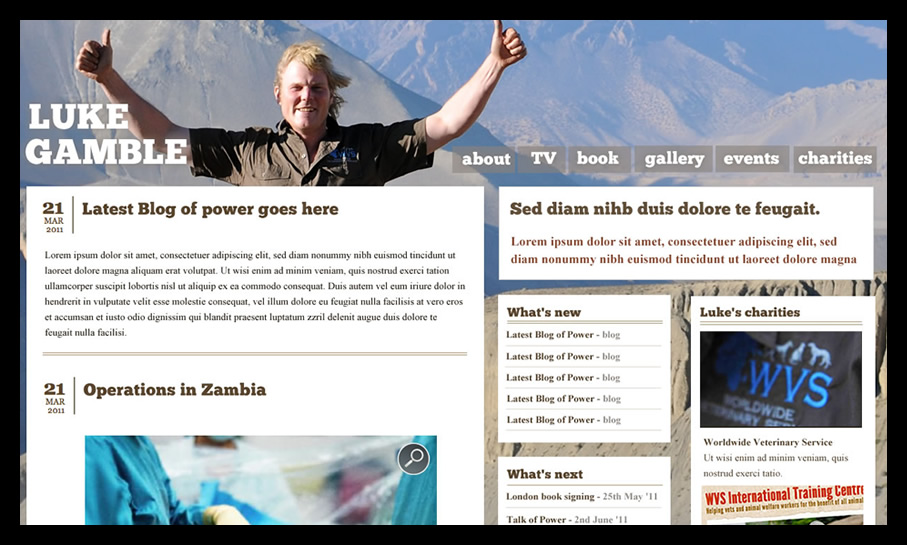 LUKE
GAMBLE
about TV book gallery events charities
21
MAR
2011
Latest Blog of power goes here
Lorem ipsum dolor sit amet, consectetuer adipiscing elit, sed diam nonummy nibh euismod tincidunt ut
laoreet dolore magna aliquam erat volutpat. Ut wisi enim ad minim veniam, quis nostrud exerci tation
ullamcorper suscipit lobortis nisl ut aliquip ex ea commodo consequat. Duis autem vel eum iriure dolor in
hendrerit in vulputate velit esse molestie consequat, vel illum dolore eu feugiat nulla facilisis at vero eros
et accumsan et iusto odio dignissim qui blandit praesent luptatum zzril delenit augue duis dolore te
feugait nulla facilisi.
21
MAR
2011
Operations in Zambia
Sed diam nihb duis dolore te feugait.
Lorem ipsum dolor sit amet, consectetuer adipiscing elit, sed
diam nonummy nibh euismod tincidunt ut laoreet dolore magna
What's new
Latest Blog of Power - blog
Latest Blog of Power - blog
Latest Blog of Power - blog
Latest Blog of Power - blog
Latest Blog of Power - blog
What's next
London book signing - 25th May '11
Talk of Power - 2nd June '11
Luke's charities
WVS
WORLDWIDE
VETERINARY SER
Worldwide Veterinary Service
Ut wisi enim ad minim veniam, quis
nostrud exerci tatio.
WVS International Training Centre
Helping vets and animal welfare workers for the benefit of all animal